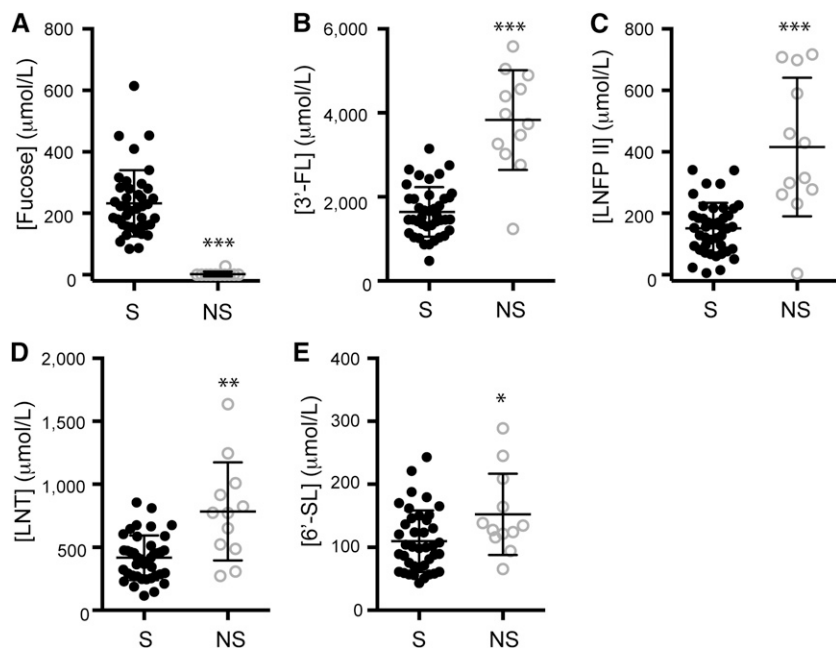 A
[Fucose] (μmol/L)
800
600
400
200
0
***
S
NS
B
[3'-FL] (μmol/L)
6,000
4,000
2,000
0
***
S
NS
C
[LNFP II] (μmol/L)
800
600
400
200
0
***
S
NS
D
[LNT] (μmol/L)
2,000
1,500
1,000
500
0
**
S
NS
E
[6'-SL] (μmol/L)
400
300
200
100
0
*
S
NS